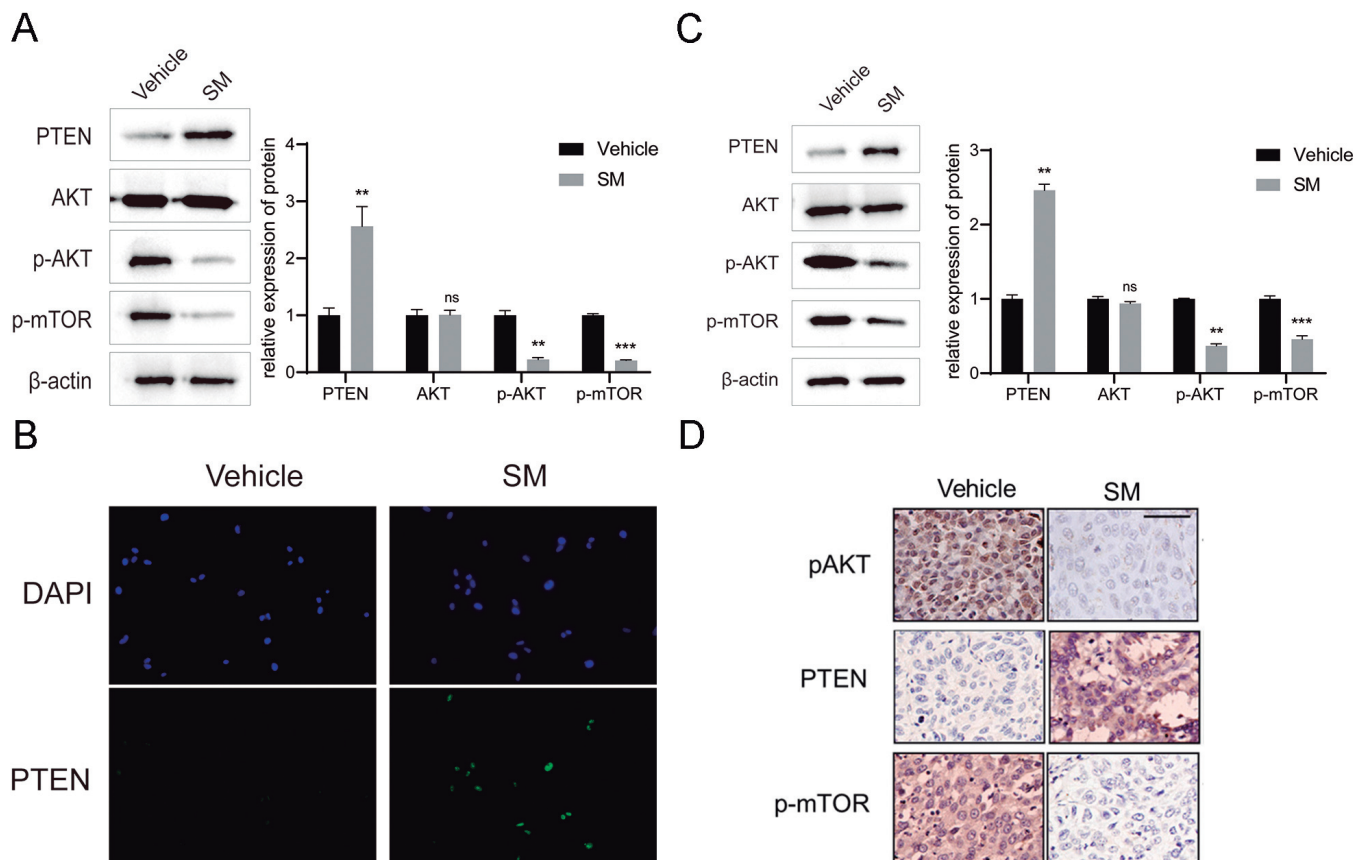 A
Vehicle SM
PTEN
AKT
p-AKT
p-mTOR
β-actin
relative expression of protein
4
3
2
1
0
Vehicle
SM
**
ns
**
***
PTEN AKT p-AKT p-mTOR
C
Vehicle SM
PTEN
AKT
p-AKT
p-mTOR
β-actin
relative expression of protein
3
2
1
0
Vehicle
SM
**
ns
**
***
PTEN AKT p-AKT p-mTOR
B
Vehicle SM
DAPI
PTEN
D
Vehicle SM
pAKT
PTEN
p-mTOR